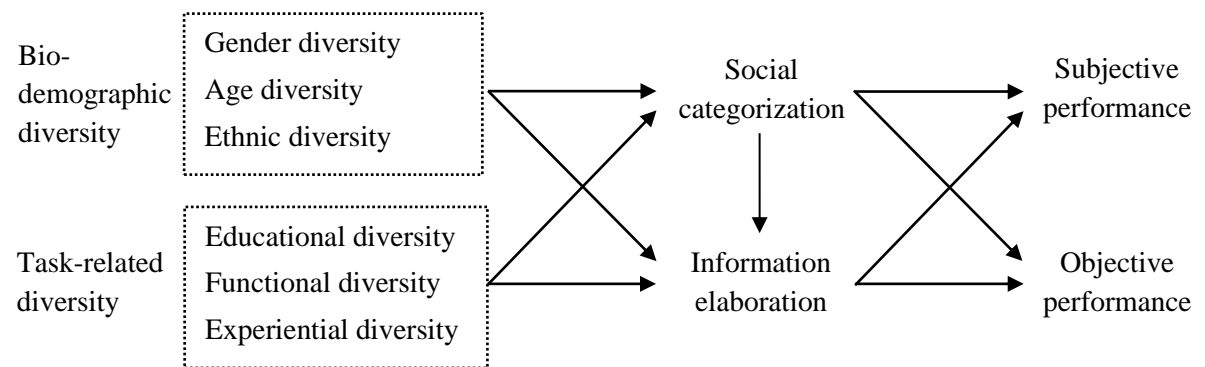 Bio-
demographic
diversity
Gender diversity
Age diversity
Ethnic diversity
Social
categorization
Subjective
performance
Task-related
diversity
Educational diversity
Functional diversity
Experiential diversity
Information
elaboration
Objective
performance